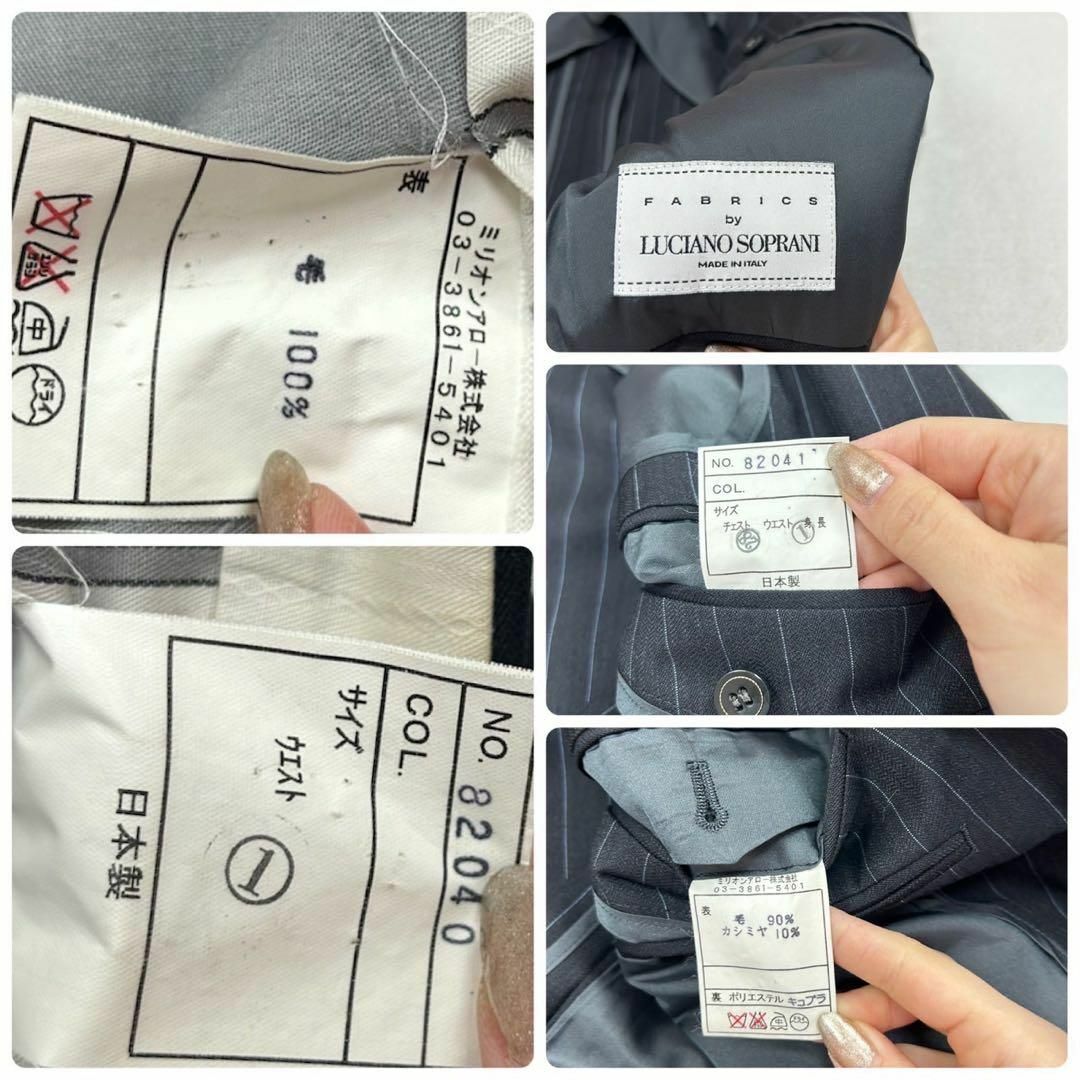 ミリオンアロー株式会社
03-3861-5401
表
毛 100%
中
ドライ
FABRICS
by
LUCIANO SOPRANI
MADE IN ITALY
NO. 82041
COL.
サイズ
チェスト ウエスト 身長
1
日本製
NO. 82040
COL.
サイズ
ウエスト
1
日本製
ミリオンアロー株式会社
03-3861-5401
表
毛 90%
カシミヤ 10%
裏 ポリエステル キュプラ
中